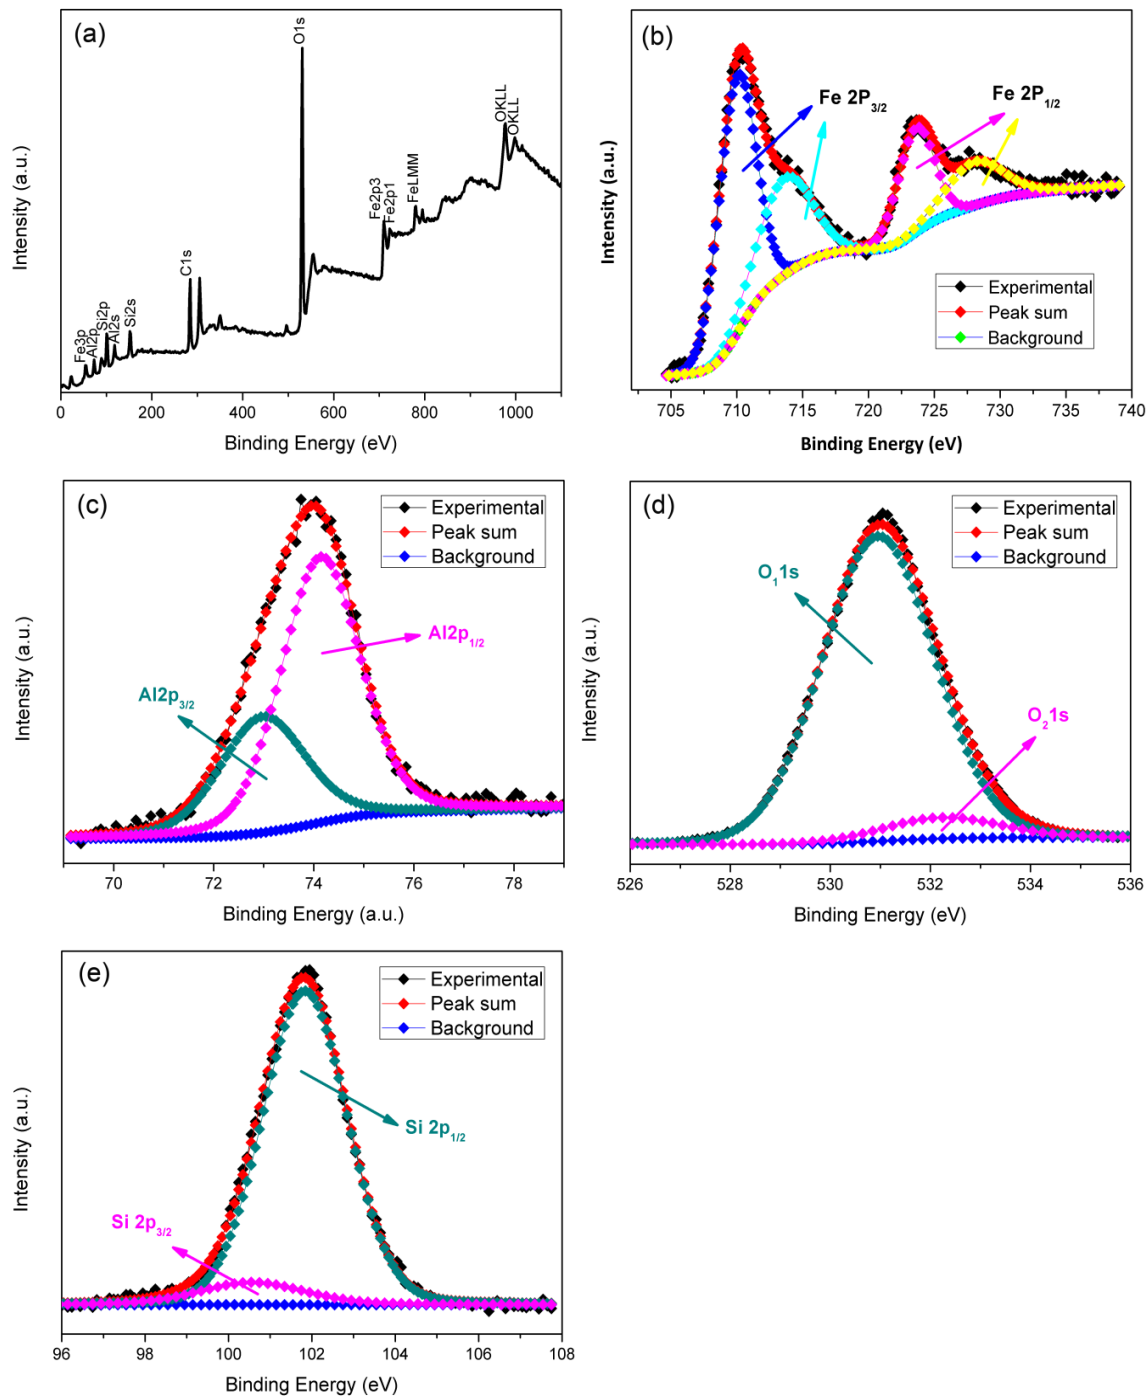 (a)
O1s
OKLL
OKLL
FeLMM
Fe2p3
Fe2p1
C1s
Si2s
Al2s
Si2p
Al2p
Fe3p
Intensity (a.u.)
0 200 400 600 800 1000
Binding Energy (eV)
(b)
Fe 2P3/2
Fe 2P1/2
Experimental
Peak sum
Background
Intensity (a.u.)
705 710 715 720 725 730 735 740
Binding Energy (eV)
(c)
Experimental
Peak sum
Background
Al2p1/2
Al2p3/2
Intensity (a.u.)
70 72 74 76 78
Binding Energy (a.u.)
(d)
Experimental
Peak sum
Background
O11s
O21s
Intensity (a.u.)
526 528 530 532 534 536
Binding Energy (eV)
(e)
Experimental
Peak sum
Background
Si 2p1/2
Si 2p3/2
Intensity (a.u.)
96 98 100 102 104 106 108
Binding Energy (eV)